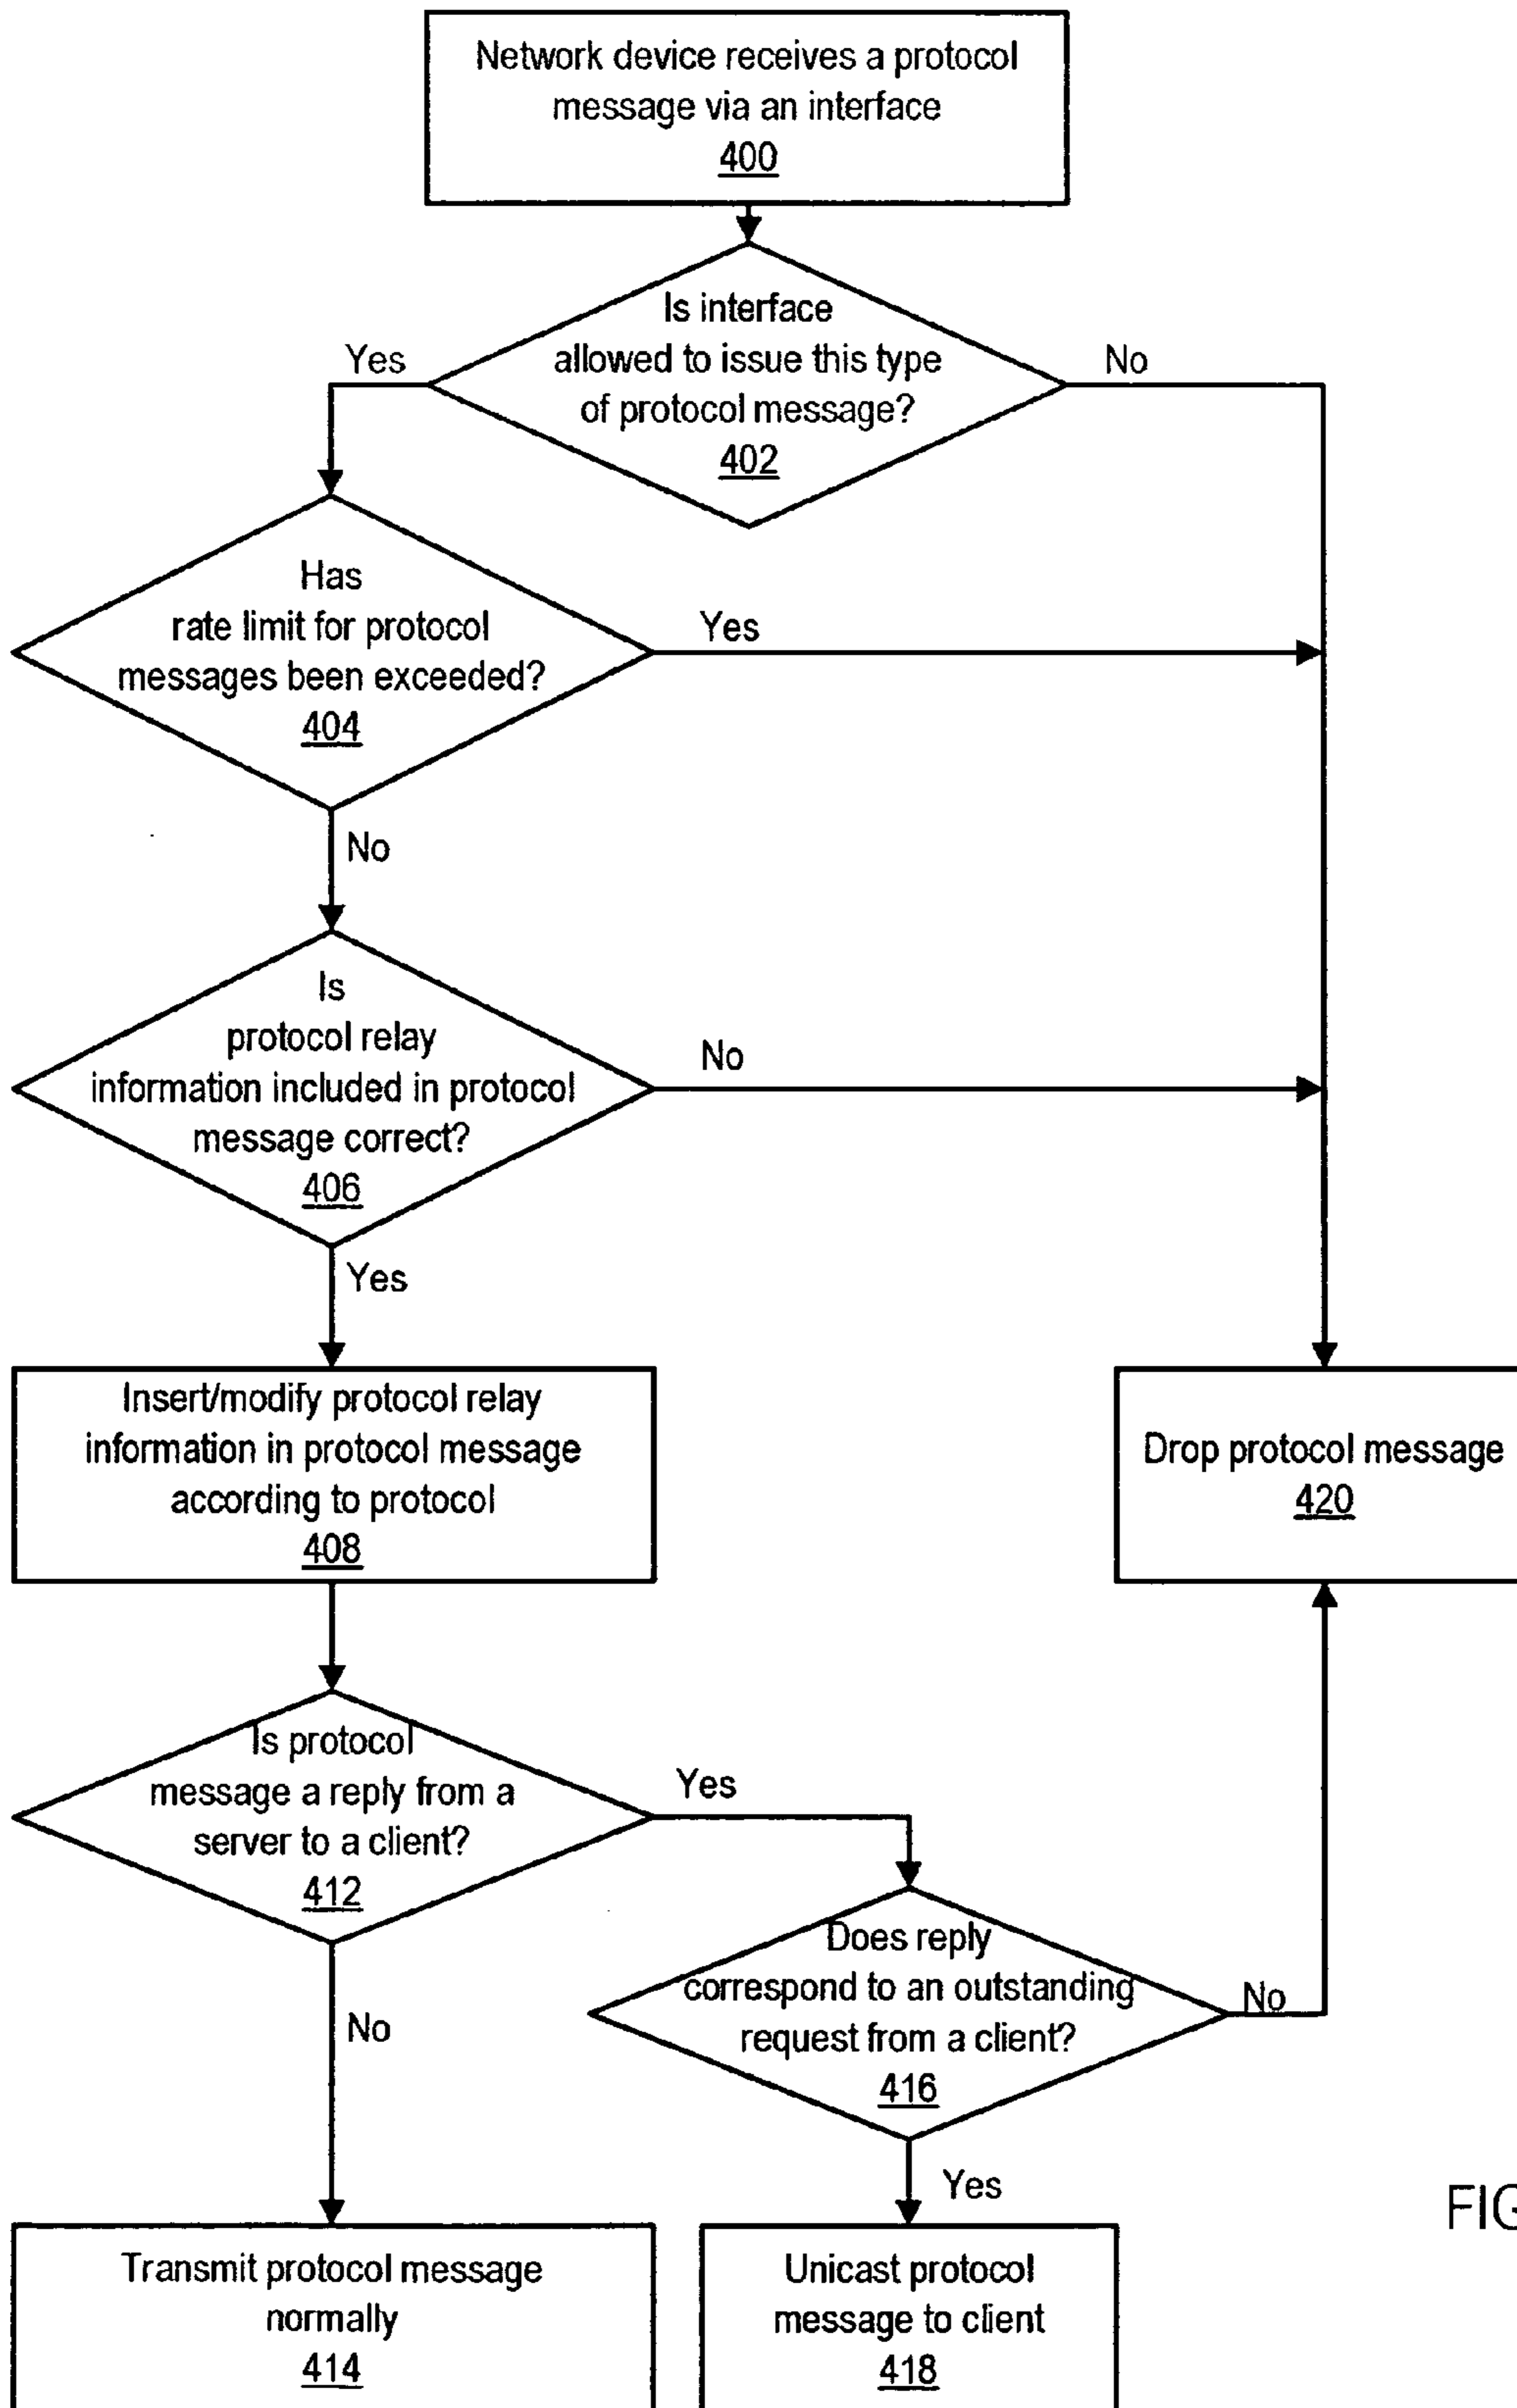 Network device receives a protocol
message via an interface
400
Is interface
allowed to issue this type
of protocol message?
402
Yes
No
Has
rate limit for protocol
messages been exceeded?
404
Yes
No
Is
protocol relay
information included in protocol
message correct?
406
No
Yes
Insert/modify protocol relay
information in protocol message
according to protocol
408
Drop protocol message
420
Is protocol
message a reply from a
server to a client?
412
Yes
No
Does reply
correspond to an outstanding
request from a client?
416
No
Yes
Transmit protocol message
normally
414
Unicast protocol
message to client
418
FIG